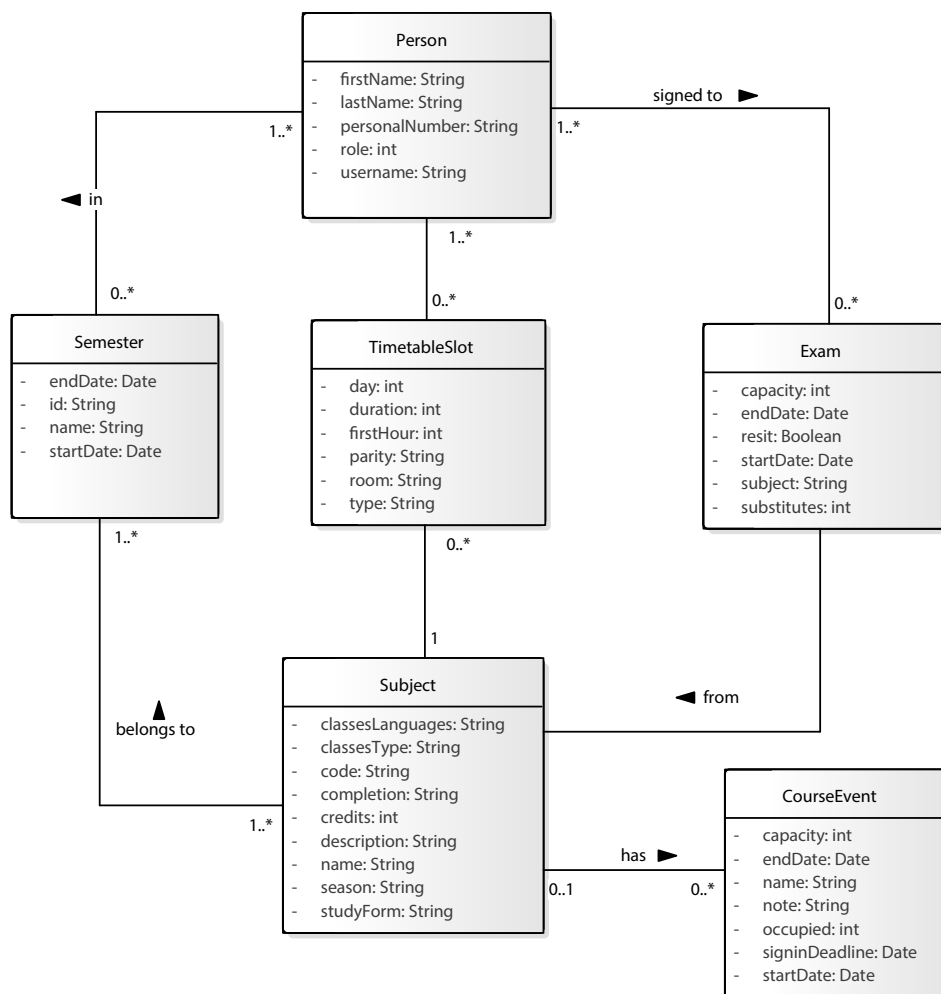 Person
- firstName: String
- lastName: String
- personalNumber: String
- role: int
- username: String
signed to
1..*
1..*
in
1..*
0..*
0..*
0..*
Semester
- endDate: Date
- id: String
- name: String
- startDate: Date
TimetableSlot
- day: int
- duration: int
- firstHour: int
- parity: String
- room: String
- type: String
Exam
- capacity: int
- endDate: Date
- resit: Boolean
- startDate: Date
- subject: String
- substitutes: int
1..*
0..*
1
belongs to
from
1..*
Subject
- classesLanguages: String
- classesType: String
- code: String
- completion: String
- credits: int
- description: String
- name: String
- season: String
- studyForm: String
has
0..1
0..*
CourseEvent
- capacity: int
- endDate: Date
- name: String
- note: String
- occupied: int
- signinDeadline: Date
- startDate: Date